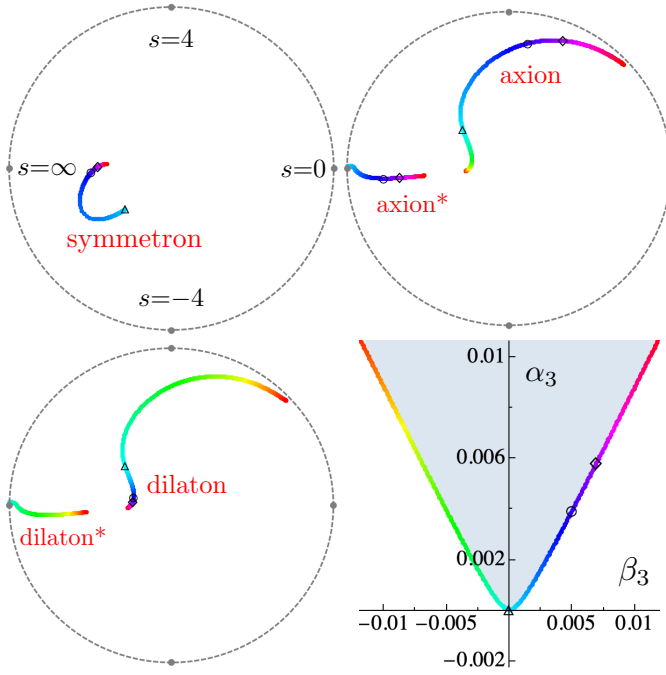 s=4
s=∞
s=0
symmetron
s=−4
axion
axion*
dilaton
dilaton*
0.01
α₃
0.006
0.002
β₃
−0.01 −0.005 0.005 0.01
−0.002